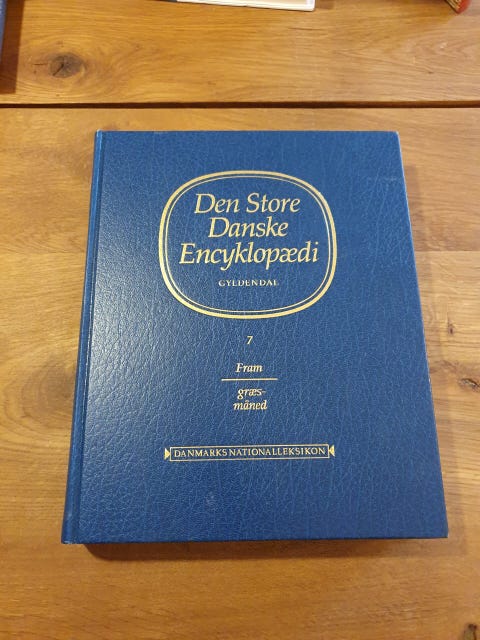 Den Store
Danske
Encyklopædi
GYLDENDAL
7
Fram
græs-
måned
DANMARKS NATIONALLEKSIKON